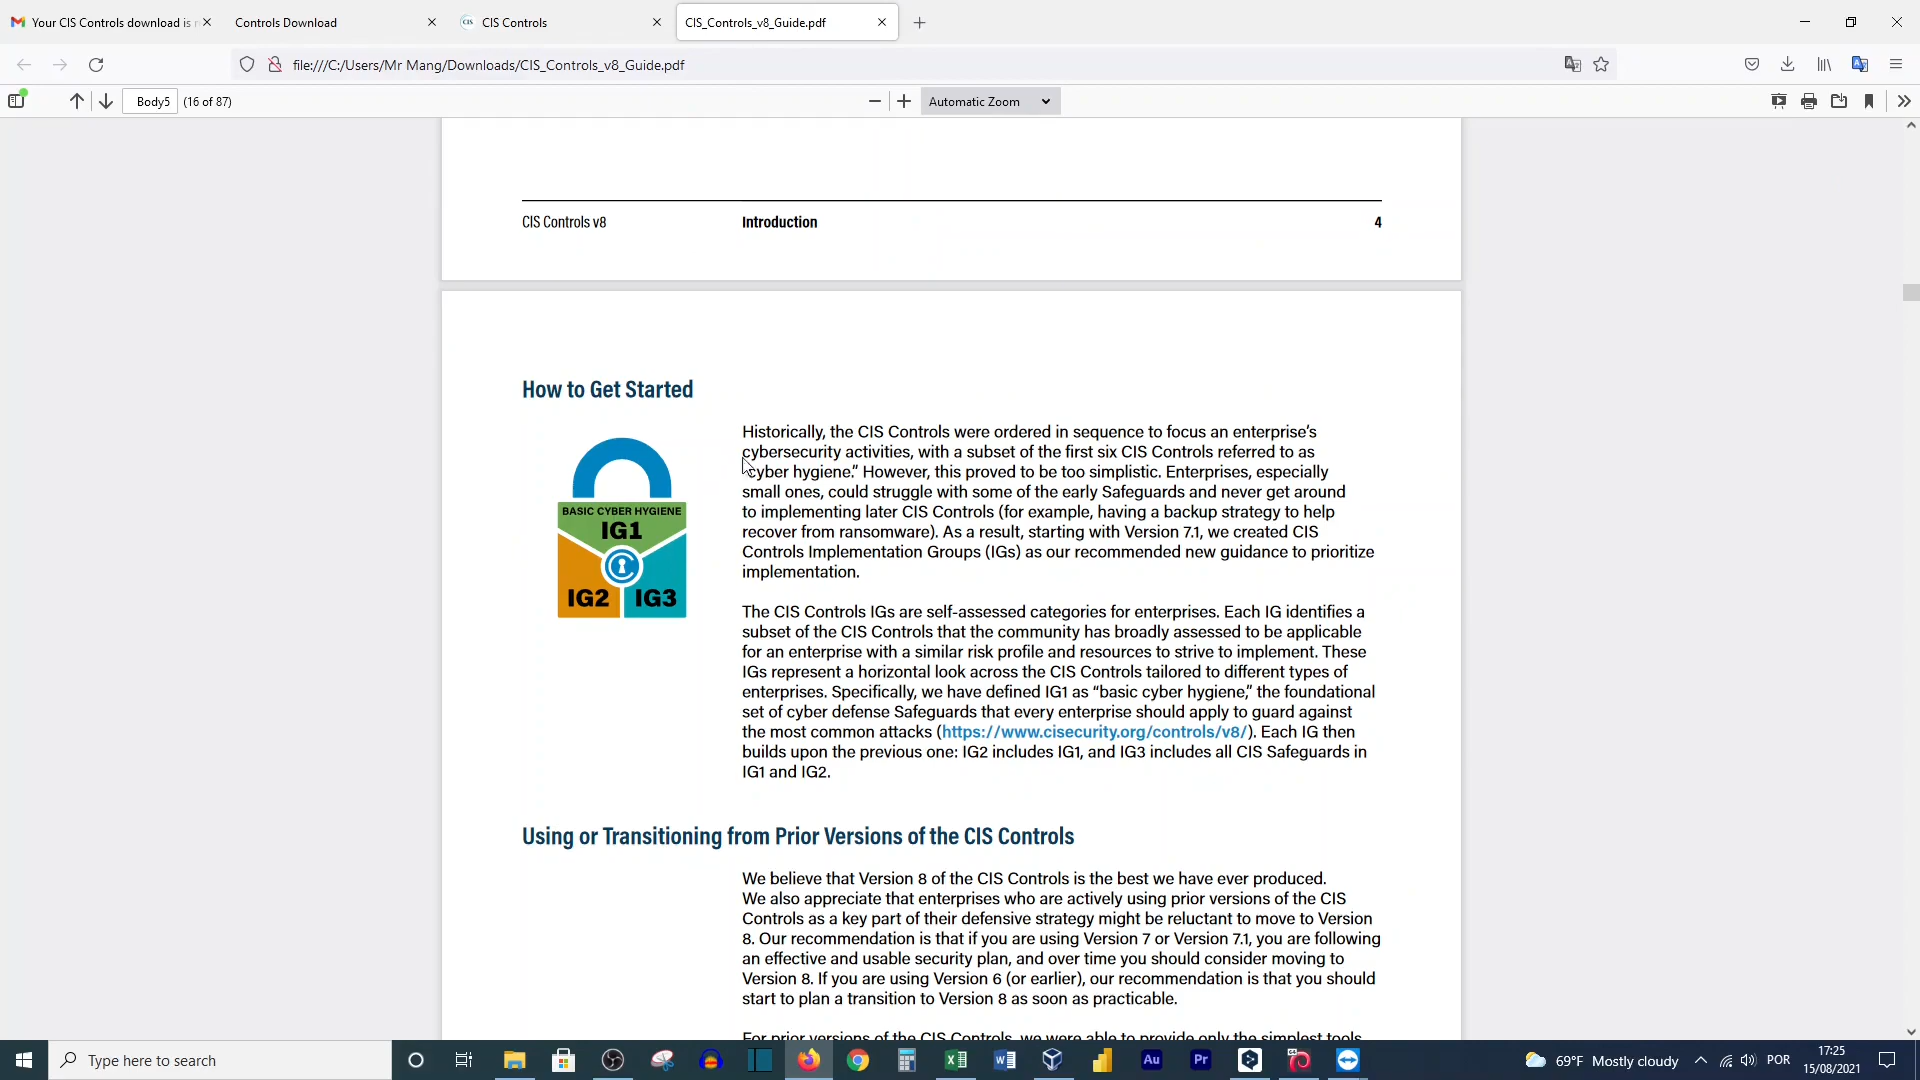 Your CIS Controls download is r
Controls Download
CIS Controls
CIS_Controls_v8_Guide.pdf
file:///C:/Users/Mr Mang/Downloads/CIS_Controls_v8_Guide.pdf
Body5
(16 of 87)
Automatic Zoom
CIS Controls v8
Introduction
4
How to Get Started
BASIC CYBER HYGIENE
IG1
IG2
IG3
Historically, the CIS Controls were ordered in sequence to focus an enterprise's
cybersecurity activities, with a subset of the first six CIS Controls referred to as
cyber hygiene.” However, this proved to be too simplistic. Enterprises, especially
small ones, could struggle with some of the early Safeguards and never get around
to implementing later CIS Controls (for example, having a backup strategy to help
recover from ransomware). As a result, starting with Version 7.1, we created CIS
Controls Implementation Groups (IGs) as our recommended new guidance to prioritize
implementation.
The CIS Controls IGs are self-assessed categories for enterprises. Each IG identifies a
subset of the CIS Controls that the community has broadly assessed to be applicable
for an enterprise with a similar risk profile and resources to strive to implement. These
IGs represent a horizontal look across the CIS Controls tailored to different types of
enterprises. Specifically, we have defined IG1 as “basic cyber hygiene,” the foundational
set of cyber defense Safeguards that every enterprise should apply to guard against
the most common attacks (https://www.cisecurity.org/controls/v8/). Each IG then
builds upon the previous one: IG2 includes IG1, and IG3 includes all CIS Safeguards in
IG1 and IG2.
Using or Transitioning from Prior Versions of the CIS Controls
We believe that Version 8 of the CIS Controls is the best we have ever produced.
We also appreciate that enterprises who are actively using prior versions of the CIS
Controls as a key part of their defensive strategy might be reluctant to move to Version
8. Our recommendation is that if you are using Version 7 or Version 7.1, you are following
an effective and usable security plan, and over time you should consider moving to
Version 8. If you are using Version 6 (or earlier), our recommendation is that you should
start to plan a transition to Version 8 as soon as practicable.
For prior versions of the CIS Controls, we were able to provide only the simplest tools
Type here to search
Au
Pr
69°F Mostly cloudy
POR
17:25
15/08/2021